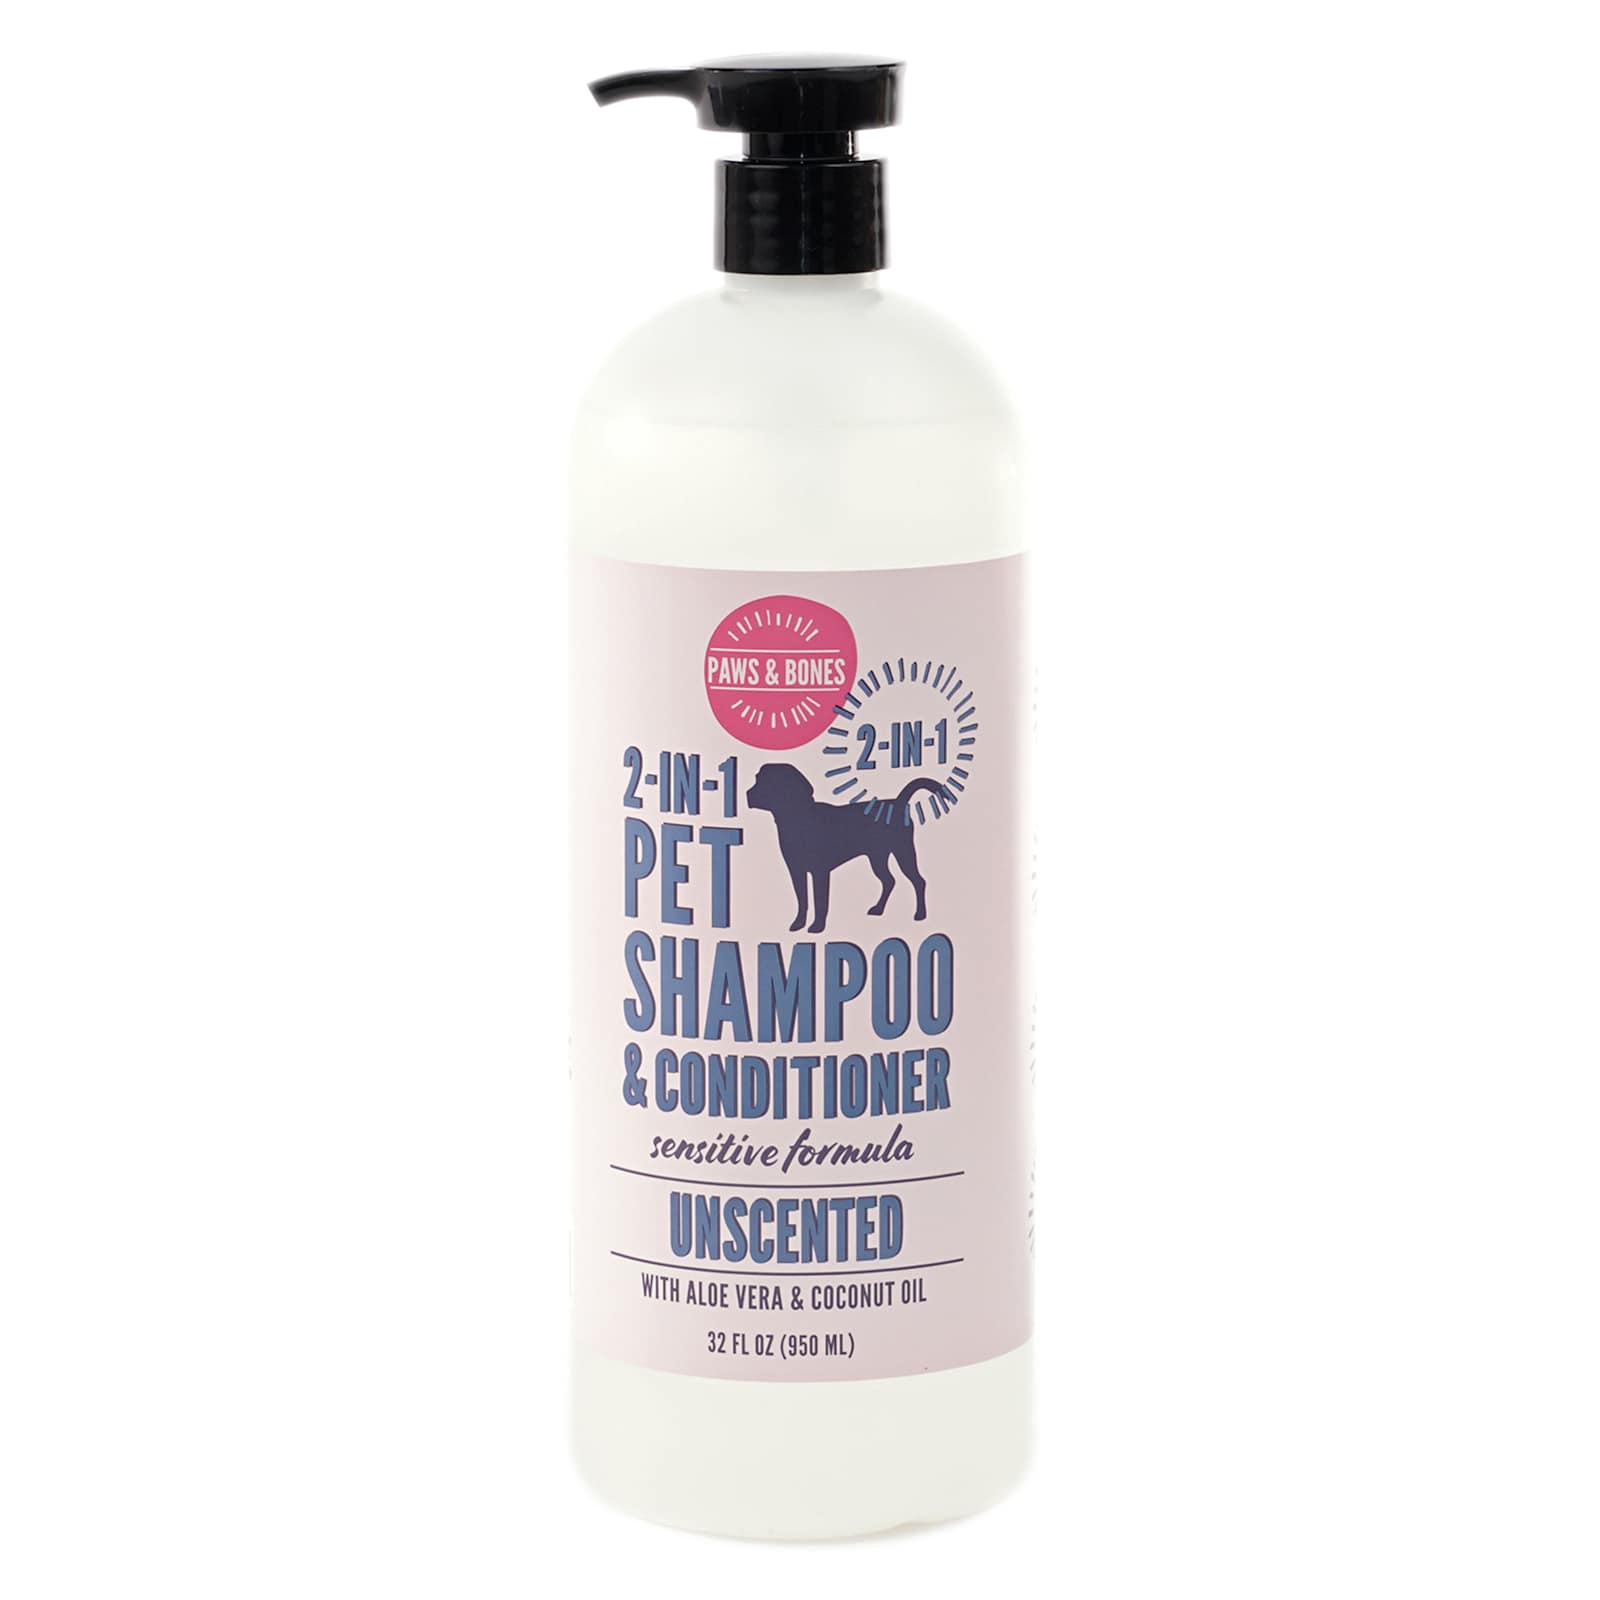 PAWS & BONES
2-IN-1
2-IN-1
PET
SHAMPOO
& CONDITIONER
sensitive formula
UNSCENTED
WITH ALOE VERA & COCONUT OIL
32 FL OZ (950 ML)